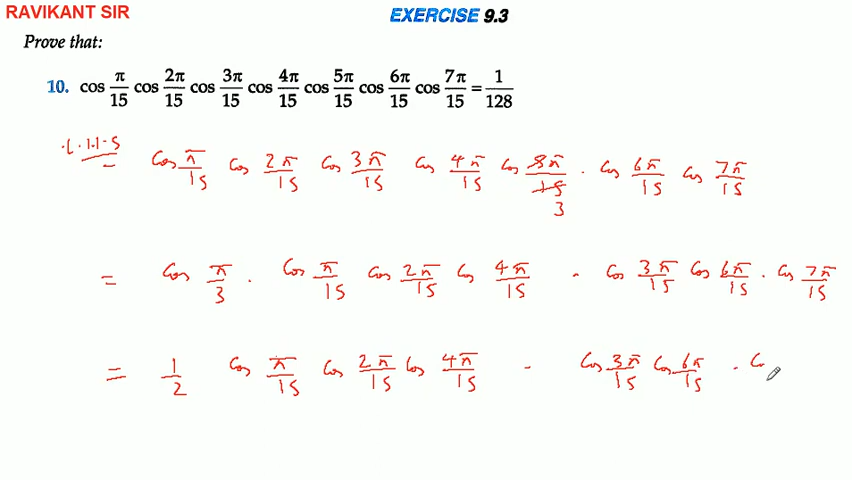 RAVIKANT SIR
EXERCISE 9.3
Prove that:
10. cos π/15 cos 2π/15 cos 3π/15 cos 4π/15 cos 5π/15 cos 6π/15 cos 7π/15 = 1/128
·L·H·S = cos π/15 cos 2π/15 cos 3π/15 cos 4π/15 cos 5π/15 3 · cos 6π/15 cos 7π/15
= cos π/3 · cos π/15 cos 2π/15 cos 4π/15 · cos 3π/15 cos 6π/15 · cos 7π/15
= 1/2 cos π/15 cos 2π/15 cos 4π/15 · cos 3π/15 cos 6π/15 · Co